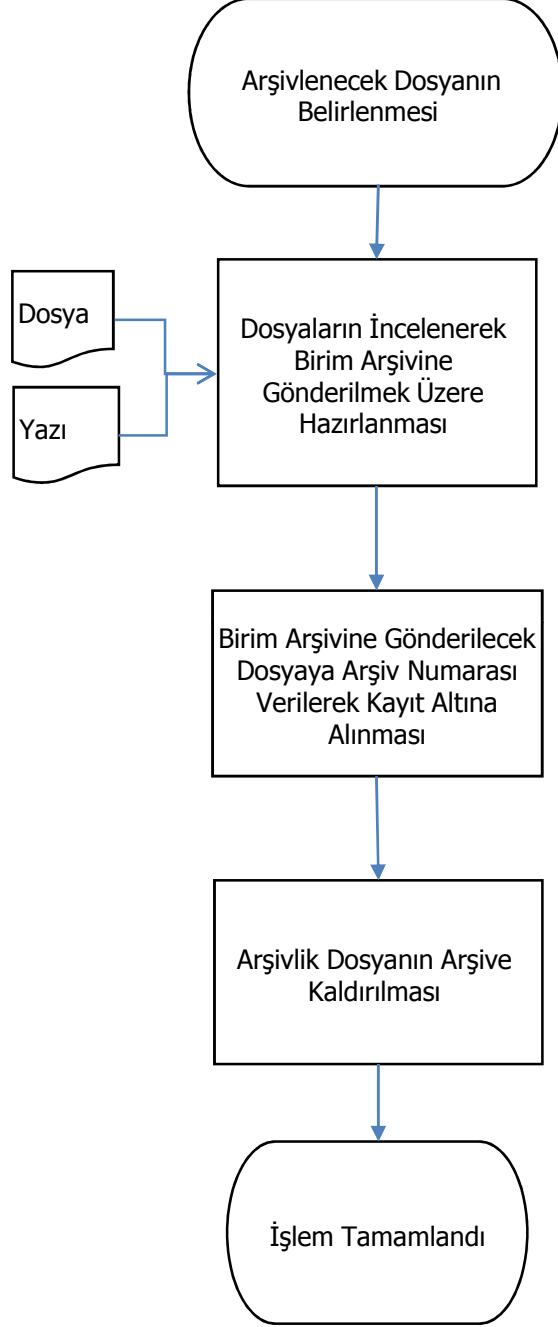 Arşivlenecek Dosyanın
Belirlenmesi
Dosya
Yazı
Dosyaların İncelenerek
Birim Arşivine
Gönderilmek Üzere
Hazırlanması
Birim Arşivine Gönderilecek
Dosyaya Arşiv Numarası
Verilerek Kayıt Altına
Alınması
Arşivlik Dosyanın Arşive
Kaldırılması
İşlem Tamamlandı